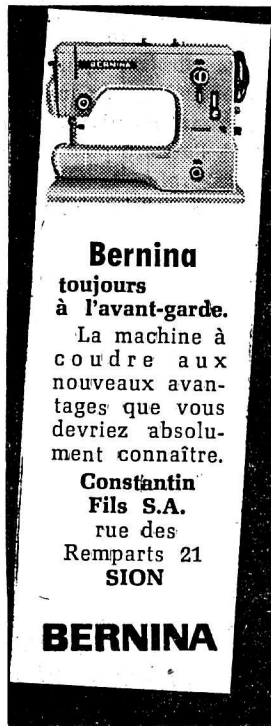 BERNINA
Bernina
toujours
à l'avant-garde.
La machine à
coudre aux
nouveaux avan-
tages que vous
devriez absolu-
ment connaître.
Constantin
Fils S.A.
rue des
Remparts 21
SION
BERNINA